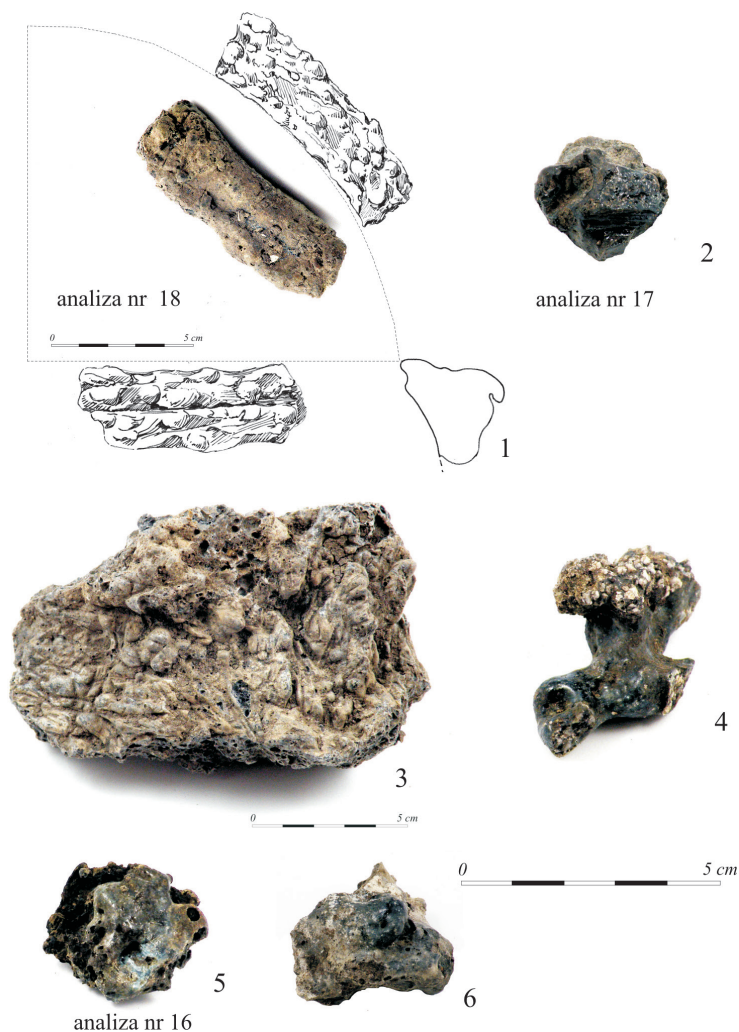 2
analiza nr 18
analiza nr 17
0 5 cm
1
3
4
0 5 cm
0 5 cm
5
6
analiza nr 16